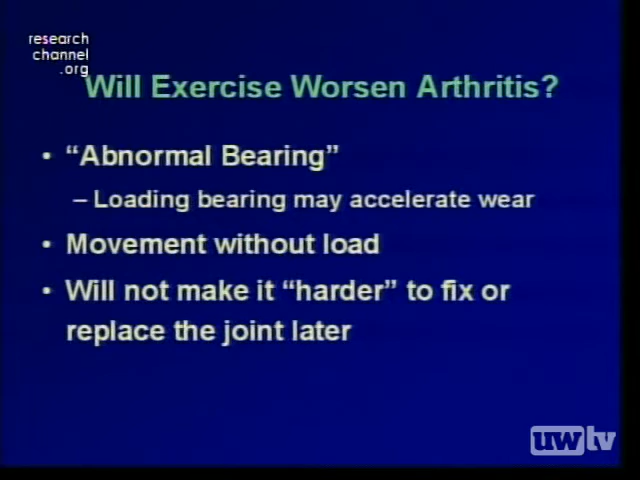 research
channel
.org
Will Exercise Worsen Arthritis?
• “Abnormal Bearing”
– Loading bearing may accelerate wear
• Movement without load
• Will not make it “harder” to fix or
replace the joint later
uwtv